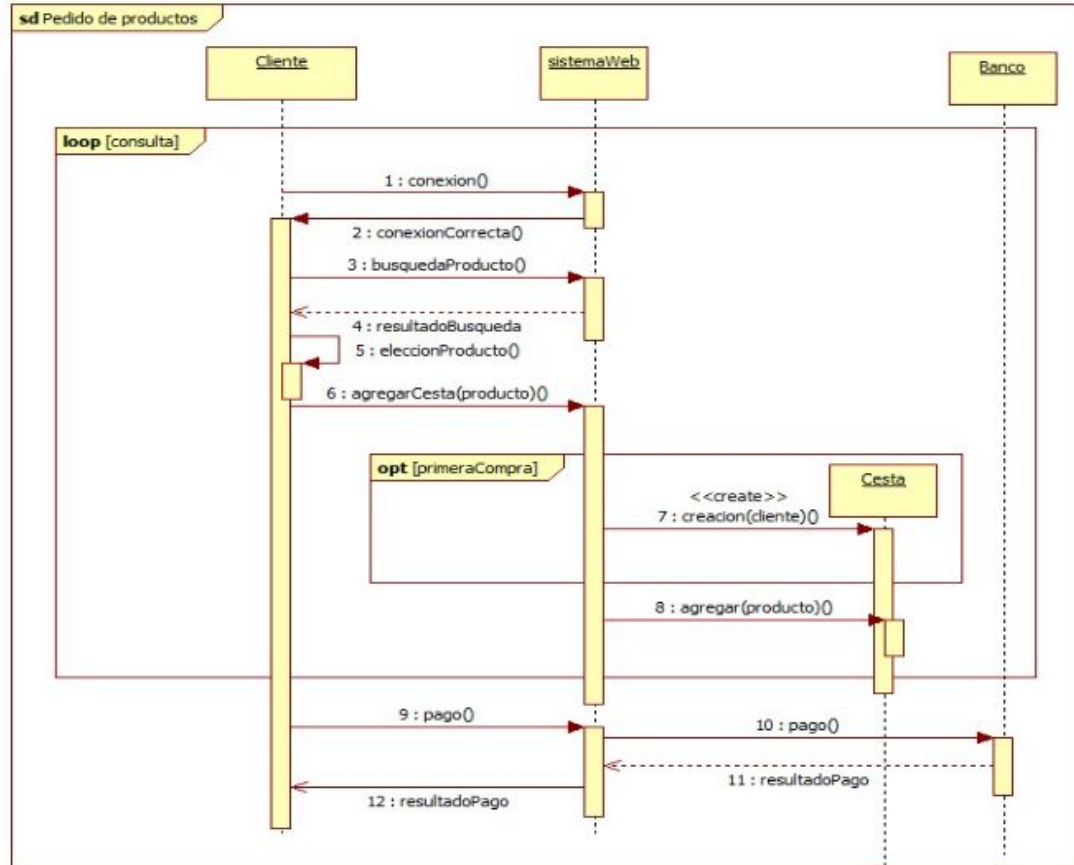 sd Pedido de productos
Cliente
sistemaWeb
Banco
loop [consulta]
1 : conexion()
2 : conexionCorrecta()
3 : busquedaProducto()
4 : resultadoBusqueda
5 : eleccionProducto()
6 : agregarCesta(producto)()
opt [primeraCompra]
Cesta
<<create>>
7 : creacion(cliente)()
8 : agregar(producto)()
9 : pago()
10 : pago()
11 : resultadoPago
12 : resultadoPago